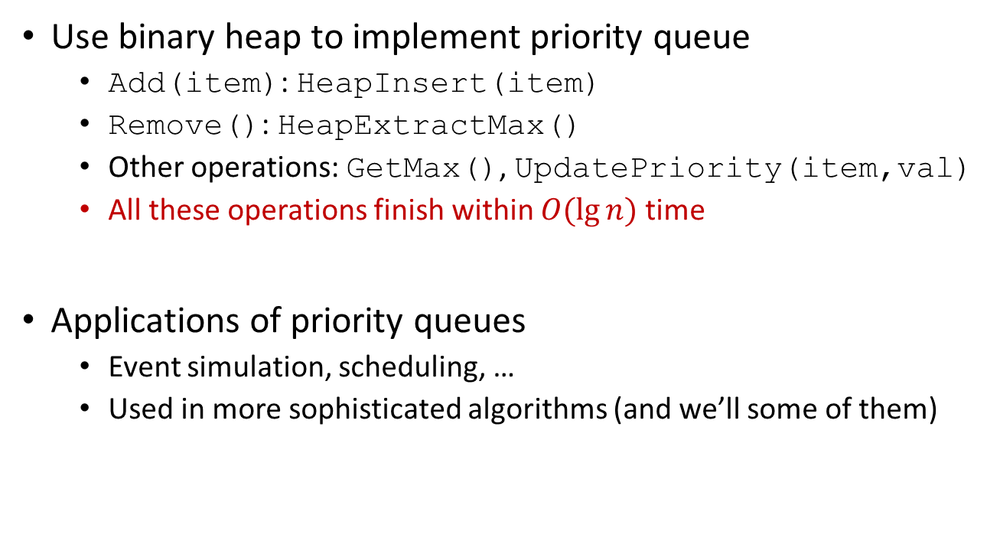 • Use binary heap to implement priority queue
• Add(item): HeapInsert(item)
• Remove(): HeapExtractMax()
• Other operations: GetMax(), UpdatePriority(item,val)
• All these operations finish within O(lg n) time
• Applications of priority queues
• Event simulation, scheduling, …
• Used in more sophisticated algorithms (and we’ll some of them)